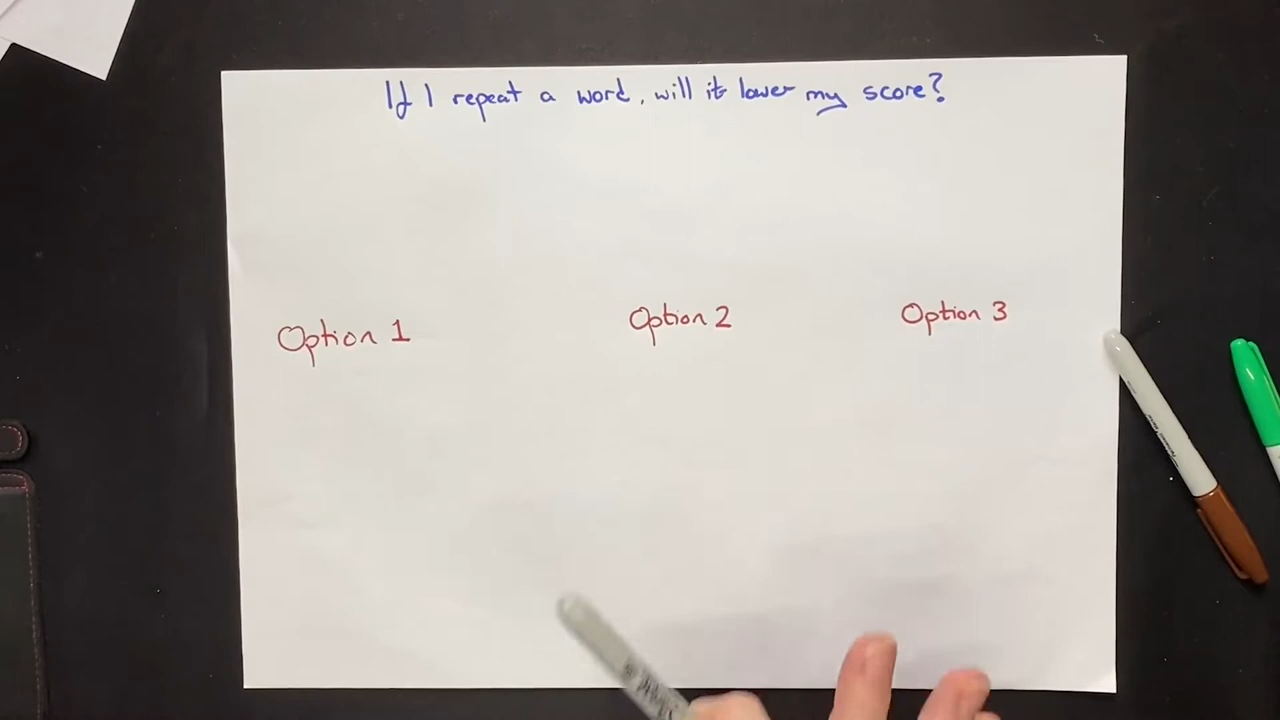 If I repeat a word, will it lower my score?
Option 1
Option 2
Option 3